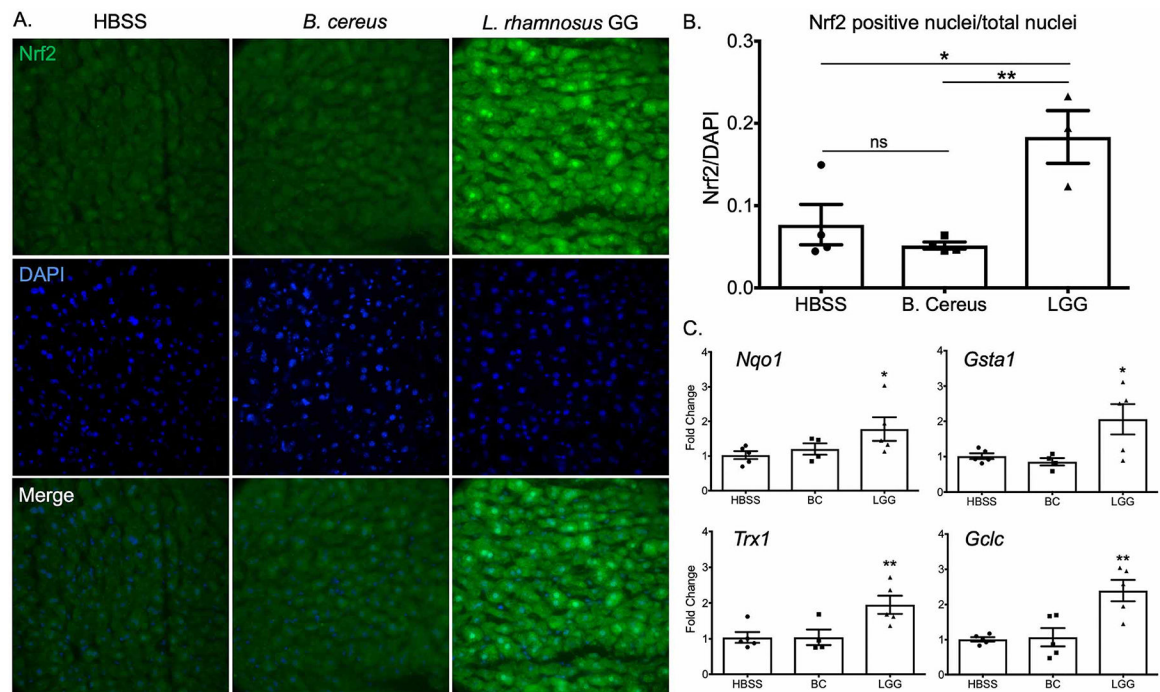 A.
HBSS
B. cereus
L. rhamnosus GG
Nrf2
DAPI
Merge
B.
Nrf2 positive nuclei/total nuclei
Nrf2/DAPI
0.3
0.2
0.1
0.0
*
**
ns
HBSS
B. Cereus
LGG
C.
Nqo1
Fold Change
4
3
2
1
0
*
HBSS
BC
LGG
Gsta1
4
3
2
1
0
*
HBSS
BC
LGG
Trx1
Fold Change
4
3
2
1
0
**
HBSS
BC
LGG
Gclc
4
3
2
1
0
**
HBSS
BC
LGG